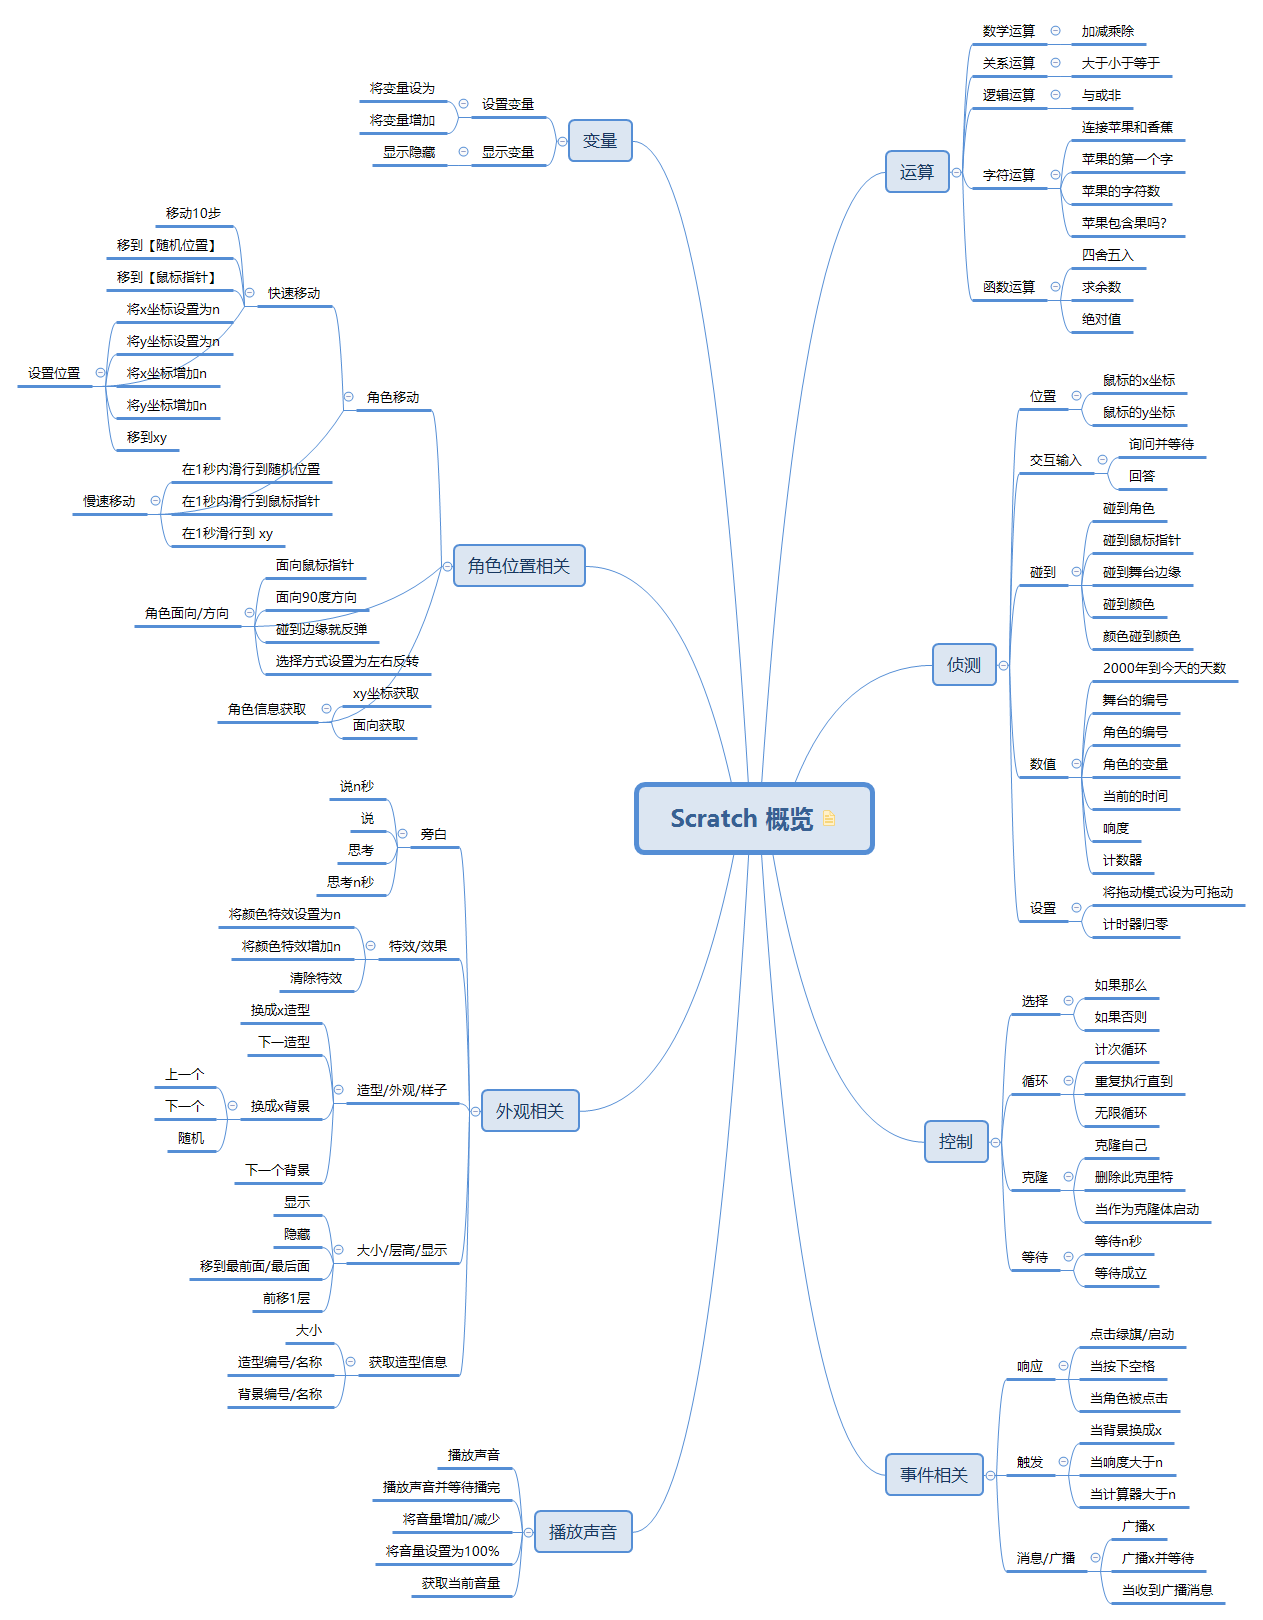 Scratch 概览
运算
数学运算
加减乘除
关系运算
大于小于等于
逻辑运算
与或非
字符运算
连接苹果和香蕉
苹果的第一个字
苹果的字符数
苹果包含果吗?
函数运算
四舍五入
求余数
绝对值
侦测
位置
鼠标的x坐标
鼠标的y坐标
交互输入
询问并等待
回答
碰到
碰到角色
碰到鼠标指针
碰到舞台边缘
碰到颜色
颜色碰到颜色
数值
2000年到今天的天数
舞台的编号
角色的编号
角色的变量
当前的时间
响度
计数器
设置
将拖动模式设为可拖动
计时器归零
控制
选择
如果那么
如果否则
循环
计次循环
重复执行直到
无限循环
克隆
克隆自己
删除此克里特
当作为克隆体启动
等待
等待n秒
等待成立
事件相关
响应
点击绿旗/启动
当按下空格
当角色被点击
触发
当背景换成x
当响度大于n
当计算器大于n
消息/广播
广播x
广播x并等待
当收到广播消息
变量
设置变量
将变量设为
将变量增加
显示变量
显示隐藏
角色位置相关
角色移动
快速移动
移动10步
移到【随机位置】
移到【鼠标指针】
设置位置
将x坐标设置为n
将y坐标设置为n
将x坐标增加n
将y坐标增加n
移到xy
慢速移动
在1秒内滑行到随机位置
在1秒内滑行到鼠标指针
在1秒滑行到 xy
角色面向/方向
面向鼠标指针
面向90度方向
碰到边缘就反弹
选择方式设置为左右反转
角色信息获取
xy坐标获取
面向获取
外观相关
旁白
说n秒
说
思考
思考n秒
特效/效果
将颜色特效设置为n
将颜色特效增加n
清除特效
造型/外观/样子
换成x造型
下一造型
换成x背景
上一个
下一个
随机
下一个背景
大小/层高/显示
显示
隐藏
移到最前面/最后面
前移1层
获取造型信息
大小
造型编号/名称
背景编号/名称
播放声音
播放声音
播放声音并等待播完
将音量增加/减少
将音量设置为100%
获取当前音量